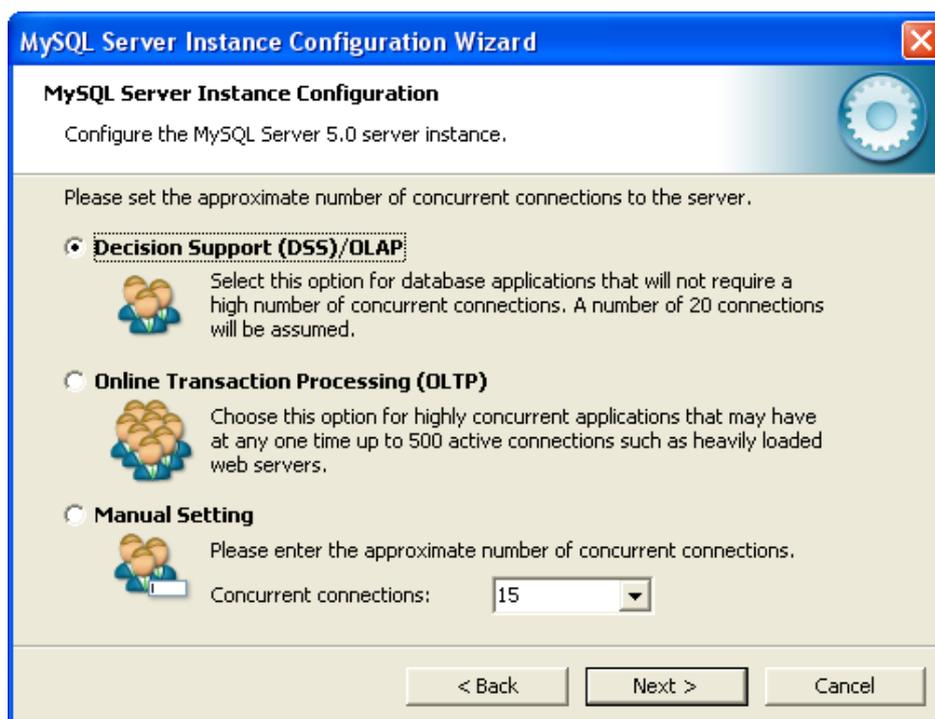 MySQL Server Instance Configuration Wizard
MySQL Server Instance Configuration
Configure the MySQL Server 5.0 server instance.
Please set the approximate number of concurrent connections to the server.
Decision Support (DSS)/OLAP
Select this option for database applications that will not require a
high number of concurrent connections. A number of 20 connections
will be assumed.
Online Transaction Processing (OLTP)
Choose this option for highly concurrent applications that may have
at any one time up to 500 active connections such as heavily loaded
web servers.
Manual Setting
Please enter the approximate number of concurrent connections.
Concurrent connections: 15
< Back Next > Cancel